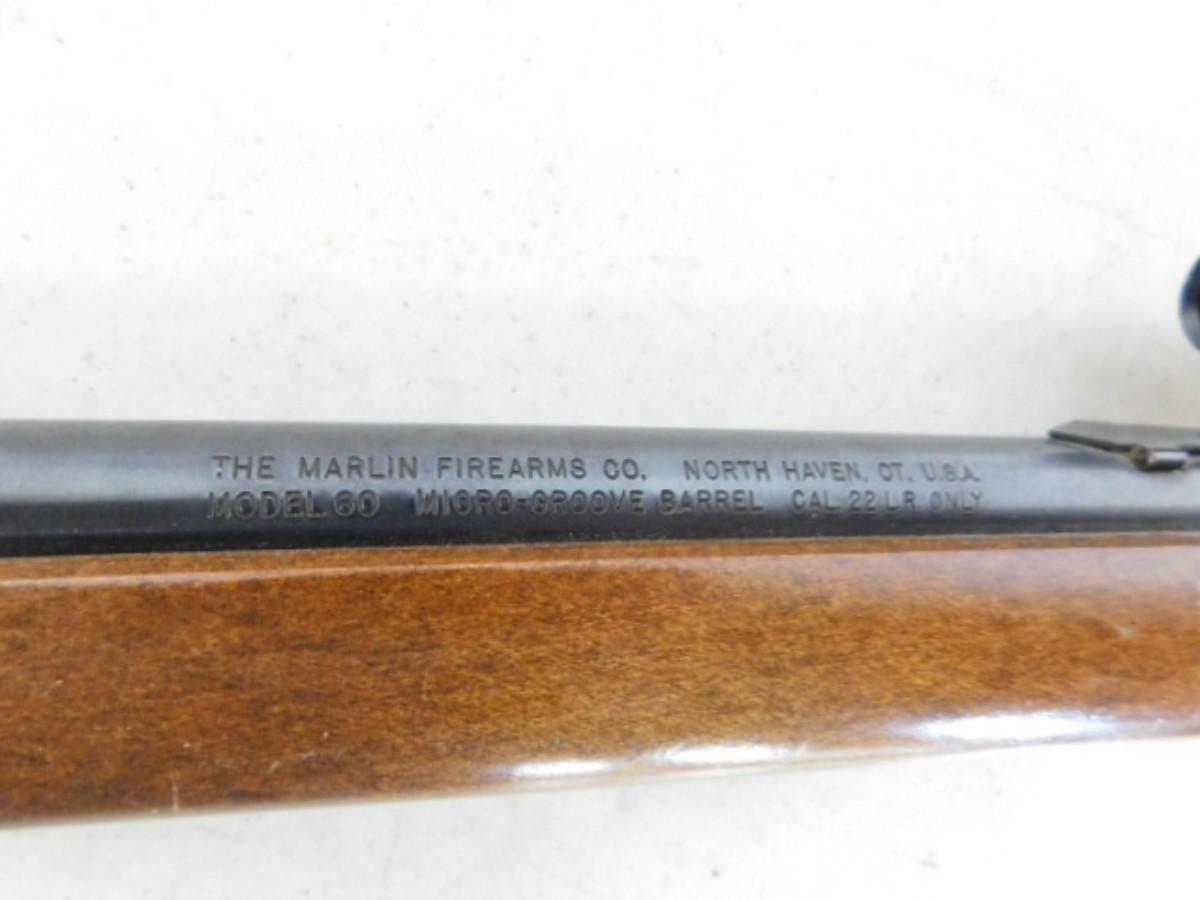 THE MARLIN FIREARMS CO. NORTH HAVEN, CT. U.S.A.
MODEL 60 MICRO-GROOVE BARREL CAL. 22 LR ONLY